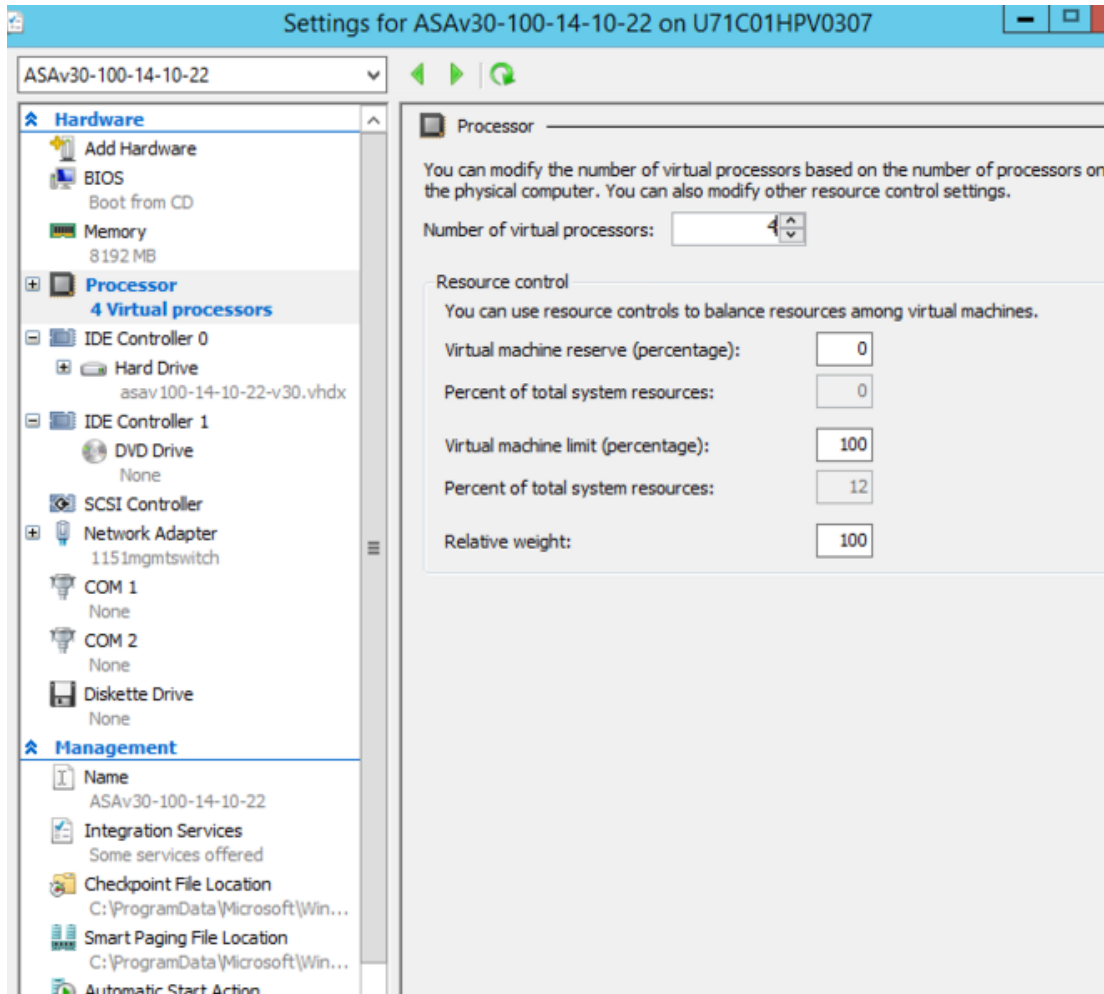 Settings for ASAv30-100-14-10-22 on U71C01HPV0307
ASAv30-100-14-10-22
Hardware
Add Hardware
BIOS
Boot from CD
Memory
8192 MB
Processor
4 Virtual processors
IDE Controller 0
Hard Drive
asav100-14-10-22-v30.vhdx
IDE Controller 1
DVD Drive
None
SCSI Controller
Network Adapter
1151mgmtswitch
COM 1
None
COM 2
None
Diskette Drive
None
Management
Name
ASAv30-100-14-10-22
Integration Services
Some services offered
Checkpoint File Location
C:\ProgramData\Microsoft\Win...
Smart Paging File Location
C:\ProgramData\Microsoft\Win...
Automatic Start Action
Processor
You can modify the number of virtual processors based on the number of processors on
the physical computer. You can also modify other resource control settings.
Number of virtual processors: 4
Resource control
You can use resource controls to balance resources among virtual machines.
Virtual machine reserve (percentage): 0
Percent of total system resources: 0
Virtual machine limit (percentage): 100
Percent of total system resources: 12
Relative weight: 100